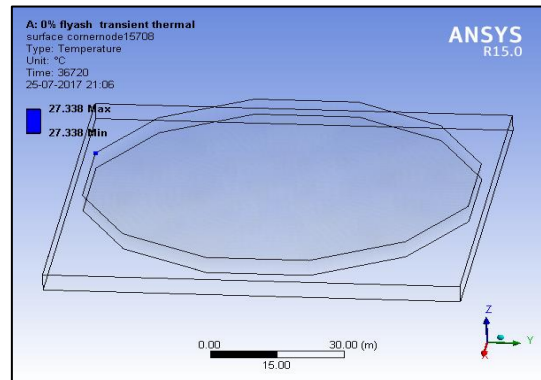 A: 0% flyash  transient thermal
surface cornernode15708
Type: Temperature
Unit: °C
Time: 36720
25-07-2017 21:06
ANSYS
R15.0
27.338 Max
27.338 Min
0.00
30.00 (m)
15.00
Z
Y
X